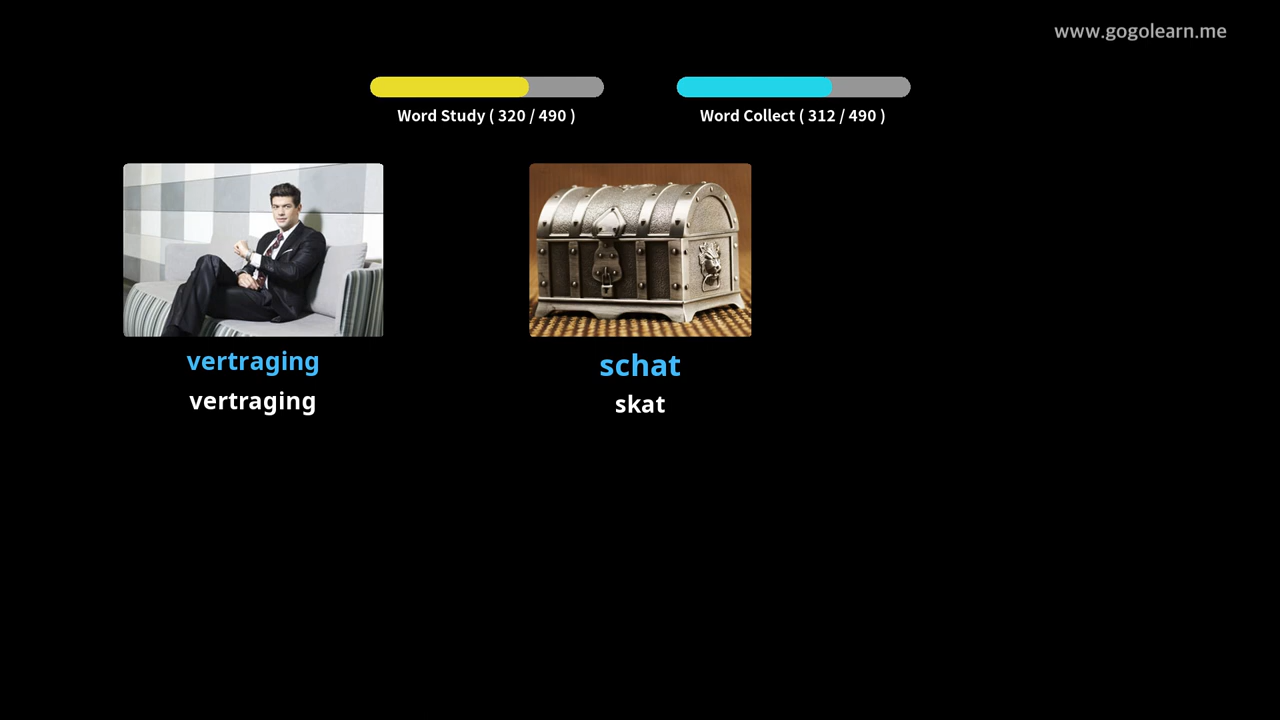 www.gogolearn.me
Word Study ( 320 / 490 )
Word Collect ( 312 / 490 )
vertraging
vertraging
schat
skat